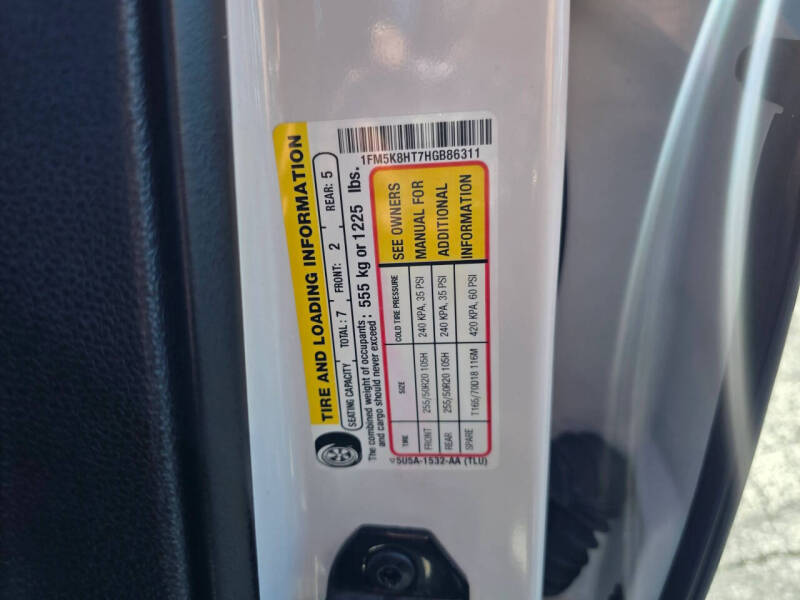 TIRE AND LOADING INFORMATION
SEATING CAPACITY TOTAL: 7 FRONT: 2 REAR: 5
The combined weight of occupants and cargo should never exceed: 555 kg or 1225 lbs.
TIRE SIZE COLD TIRE PRESSURE
FRONT 255/50R20 105H 240 KPA, 35 PSI
REAR 255/50R20 105H 240 KPA, 35 PSI
SPARE T165/70D18 116M 420 KPA, 60 PSI
SEE OWNERS
MANUAL FOR
ADDITIONAL
INFORMATION
5U5A-1532-AA (TLU)
1FM5K8HT7HGB86311